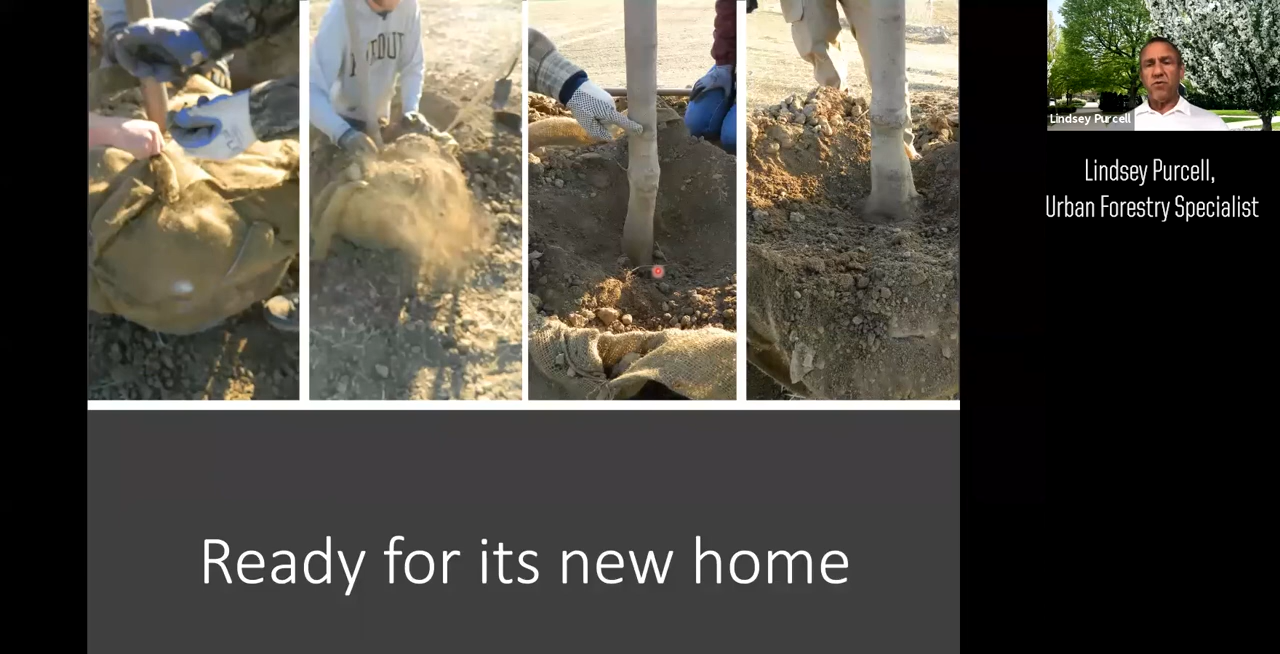 Lindsey Purcell
Lindsey Purcell,
Urban Forestry Specialist
Ready for its new home